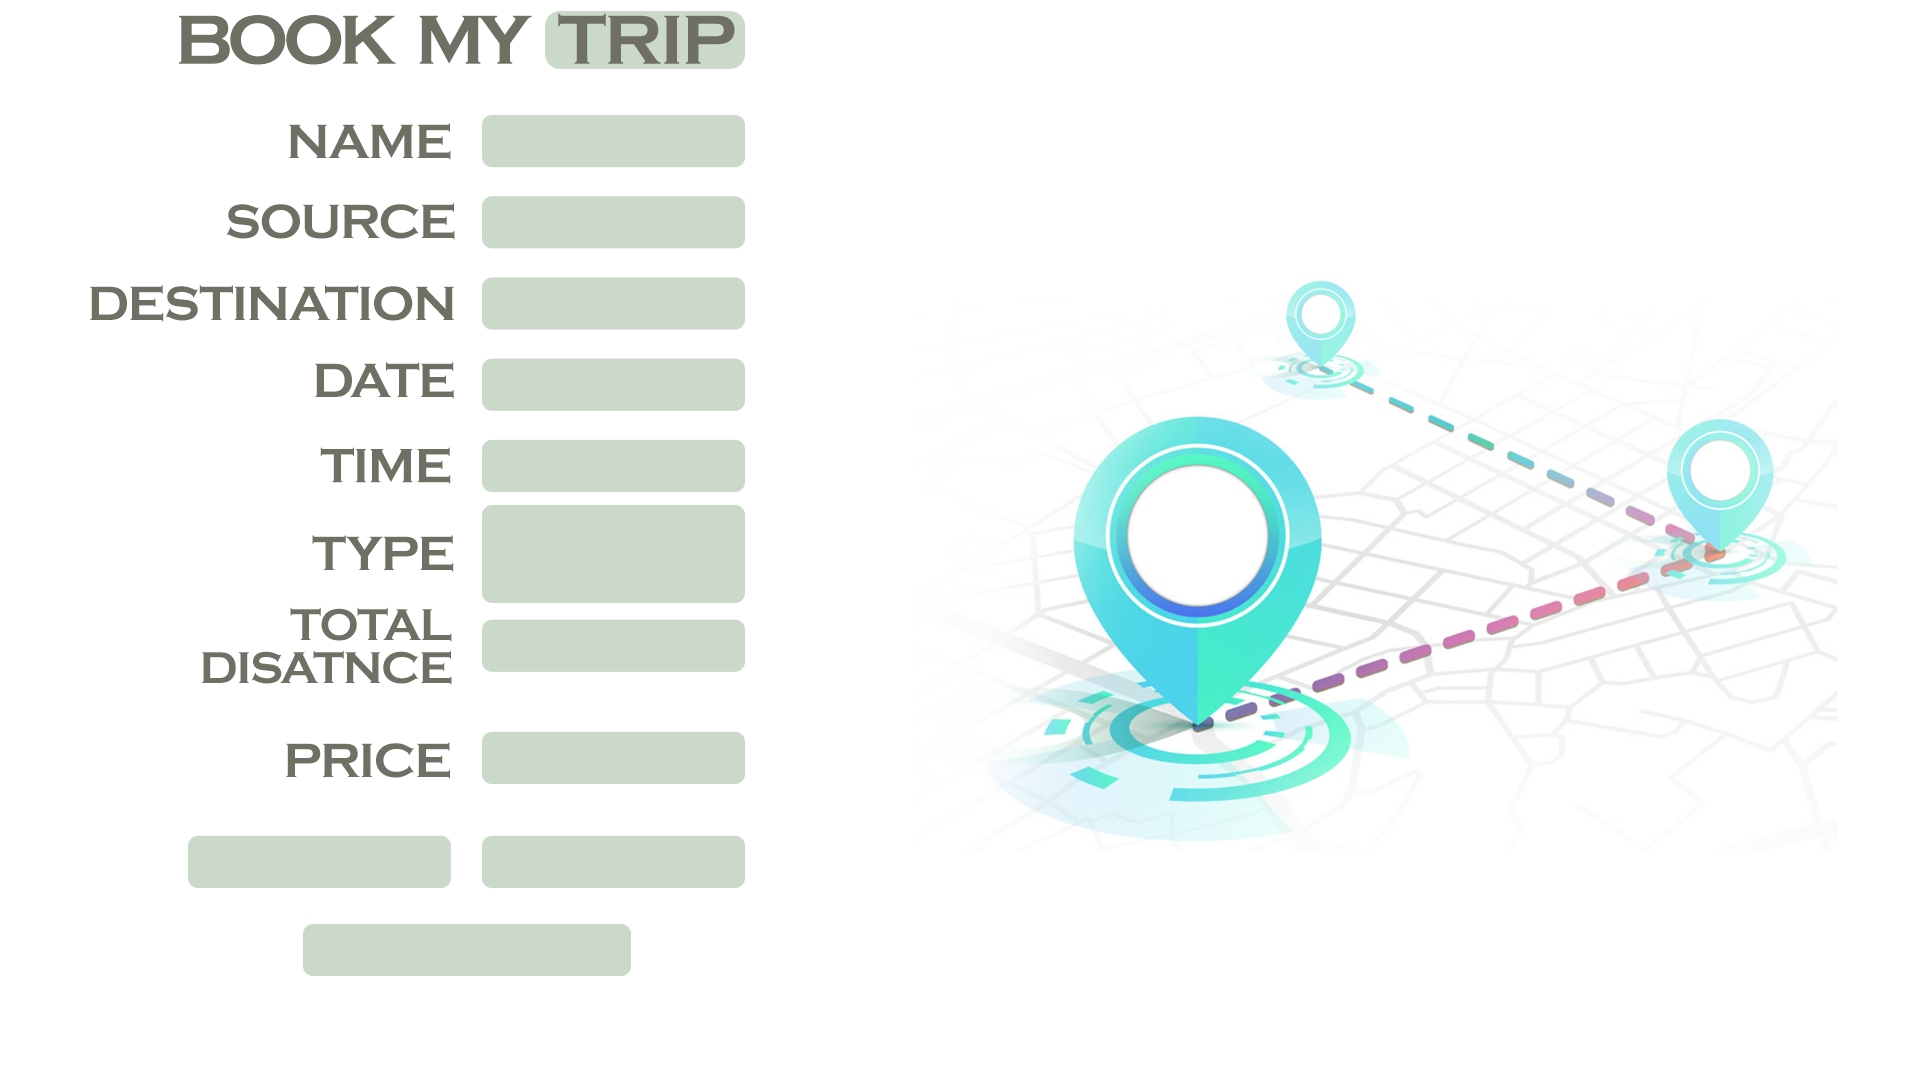 BOOK MY TRIP
NAME
SOURCE
DESTINATION
DATE
TIME
TYPE
TOTAL
DISATNCE
PRICE